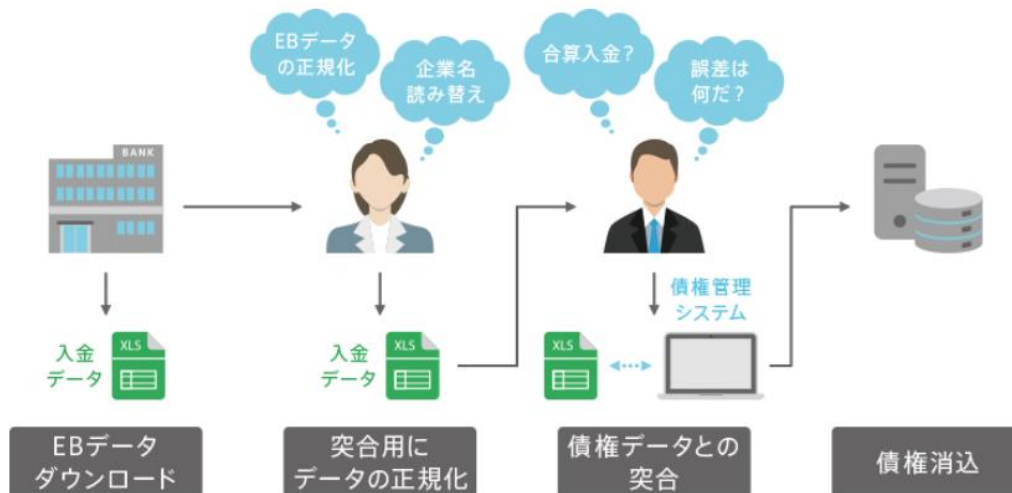 EBデータ
の正規化
企業名
読み替え
合算入金？
誤差は
何だ？
BANK
債権管理
システム
入金
データ
XLS
入金
データ
XLS
XLS
EBデータ
ダウンロード
突合用に
データの正規化
債権データとの
突合
債権消込